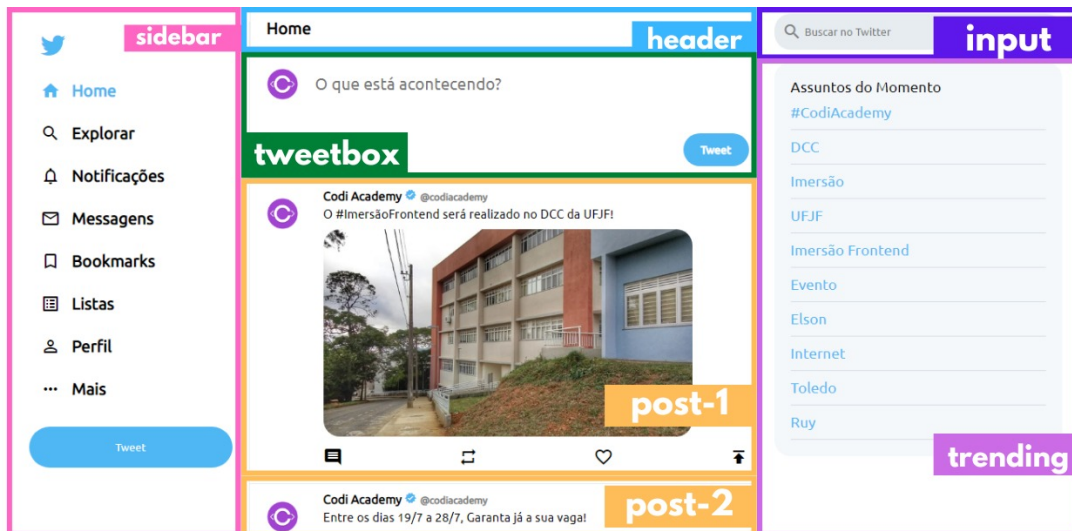 sidebar
Home
Explorar
Notificações
Messagens
Bookmarks
Listas
Perfil
Mais
Tweet
Home
header
O que está acontecendo?
tweetbox
Tweet
Codi Academy @codiacademy
O #ImersãoFrontend será realizado no DCC da UFJF!
post-1
Codi Academy @codiacademy
Entre os dias 19/7 a 28/7, Garanta já a sua vaga!
post-2
Buscar no Twitter
input
Assuntos do Momento
#CodiAcademy
DCC
Imersão
UFJF
Imersão Frontend
Evento
Elson
Internet
Toledo
Ruy
trending